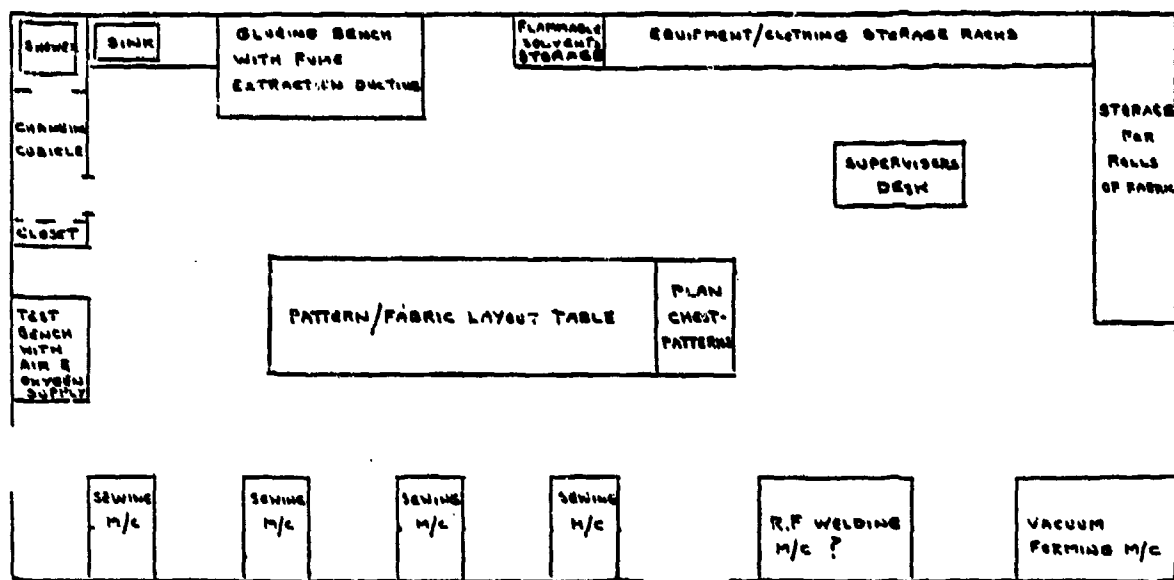 SHOWER
SINK
GLUEING BENCH
WITH FUME
EXTRACTION DUCTING
FLAMMABLE
SOLVENTS
STORAGE
EQUIPMENT/CLOTHING STORAGE RACKS
STORAGE
FOR
ROLLS
OF FABRIC
CHANGING
CUBICLE
SUPERVISORS
DESK
CLOSET
TEST
BENCH
WITH
AIR &
OXYGEN
SUPPLY
PATTERN/FABRIC LAYOUT TABLE
PLAN
CHEST-
PATTERNS
SEWING
M/C
SEWING
M/C
SEWING
M/C
SEWING
M/C
R.F WELDING
M/C ?
VACUUM
FORMING M/C